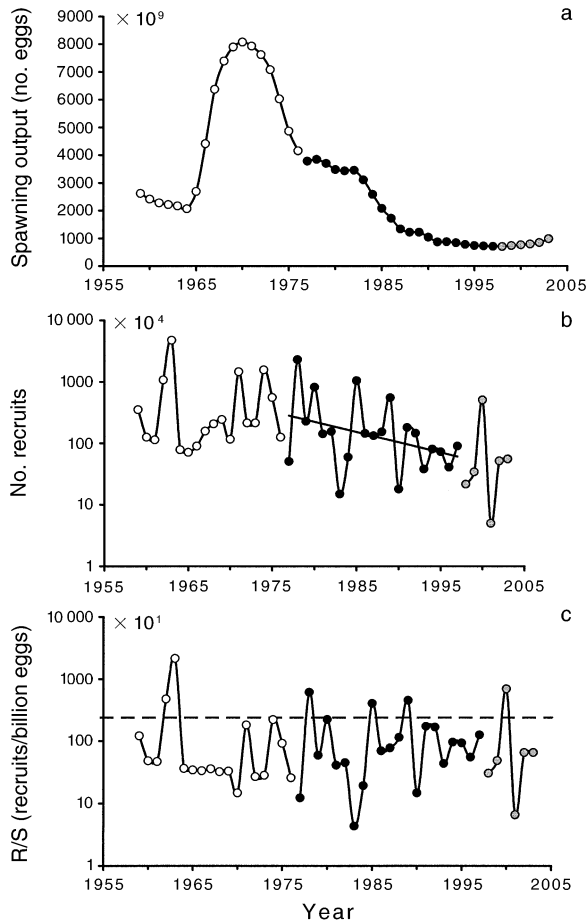 a
× 10⁹
Spawning output (no. eggs)
9000
8000
7000
6000
5000
4000
3000
2000
1000
0
1955 1965 1975 1985 1995 2005
b
× 10⁴
No. recruits
10 000
1000
100
10
1
1955 1965 1975 1985 1995 2005
c
× 10¹
R/S (recruits/billion eggs)
10 000
1000
100
10
1
1955 1965 1975 1985 1995 2005
Year